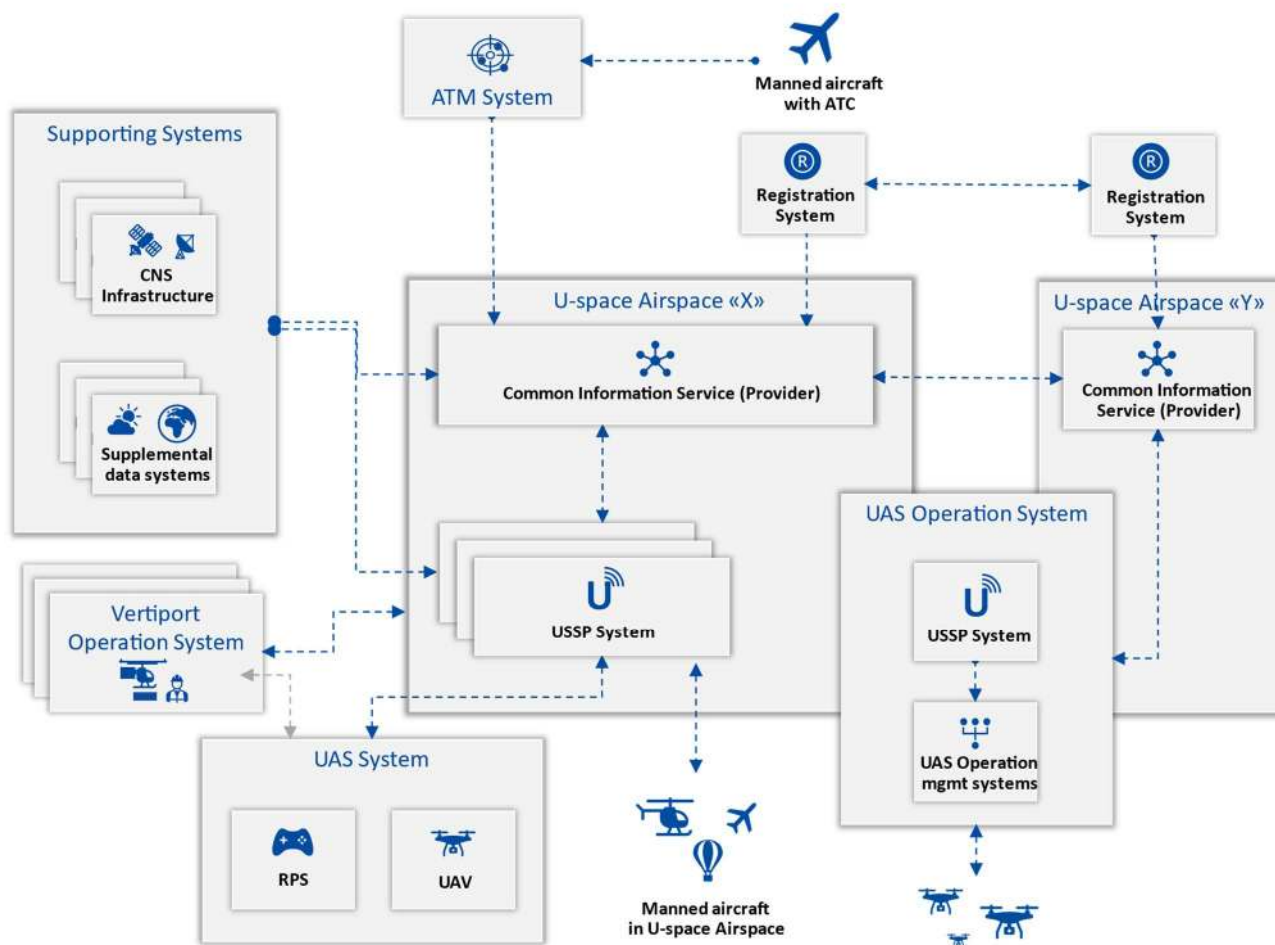 ATM System
Manned aircraft
with ATC
Supporting Systems
CNS
Infrastructure
Supplemental
data systems
R
Registration
System
R
Registration
System
U-space Airspace «X»
Common Information Service (Provider)
U-space Airspace «Y»
Common Information
Service (Provider)
U
USSP System
UAS Operation System
U
USSP System
UAS Operation
mgmt systems
Vertiport
Operation System
UAS System
RPS
UAV
Manned aircraft
in U-space Airspace